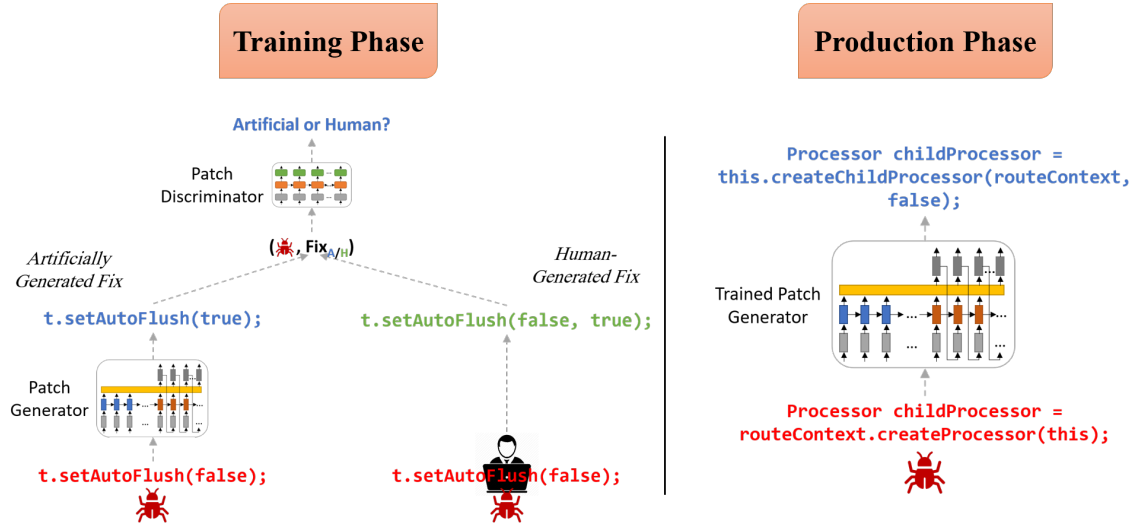 Training Phase
Production Phase
Artificial or Human?
Patch
Discriminator
(, Fix A/H)
Artificially
Generated Fix
Human-
Generated Fix
t.setAutoFlush(true);
t.setAutoFlush(false, true);
Patch
Generator
...
...
...
...
t.setAutoFlush(false);
t.setAutoFlush(false);
Processor childProcessor =
this.createChildProcessor(routeContext,
false);
Trained Patch
Generator
...
...
...
...
Processor childProcessor =
routeContext.createProcessor(this);